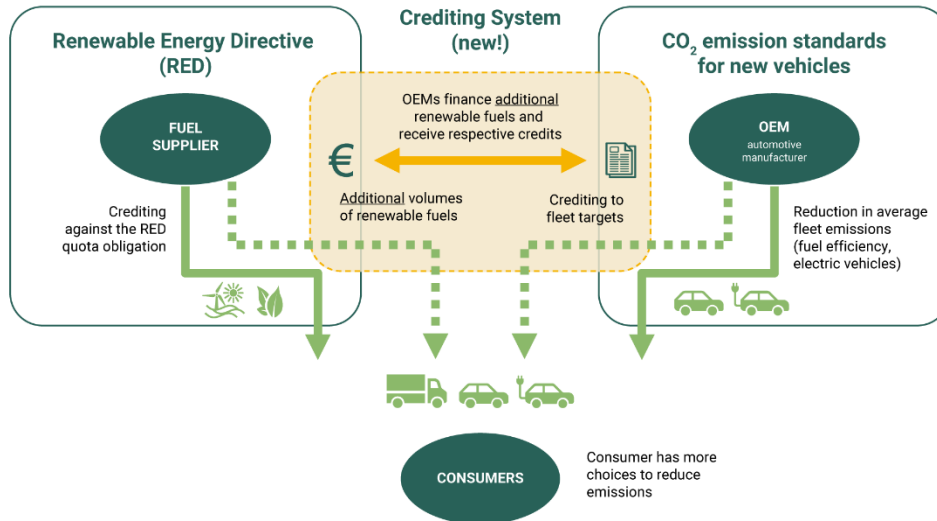 Renewable Energy Directive
(RED)
FUEL
SUPPLIER
Crediting
against the RED
quota obligation
Crediting System
(new!)
OEMs finance additional
renewable fuels and
receive respective credits
€
Additional volumes
of renewable fuels
Crediting to
fleet targets
CO₂ emission standards
for new vehicles
OEM
automotive
manufacturer
Reduction in average
fleet emissions
(fuel efficiency,
electric vehicles)
CONSUMERS
Consumer has more
choices to reduce
emissions